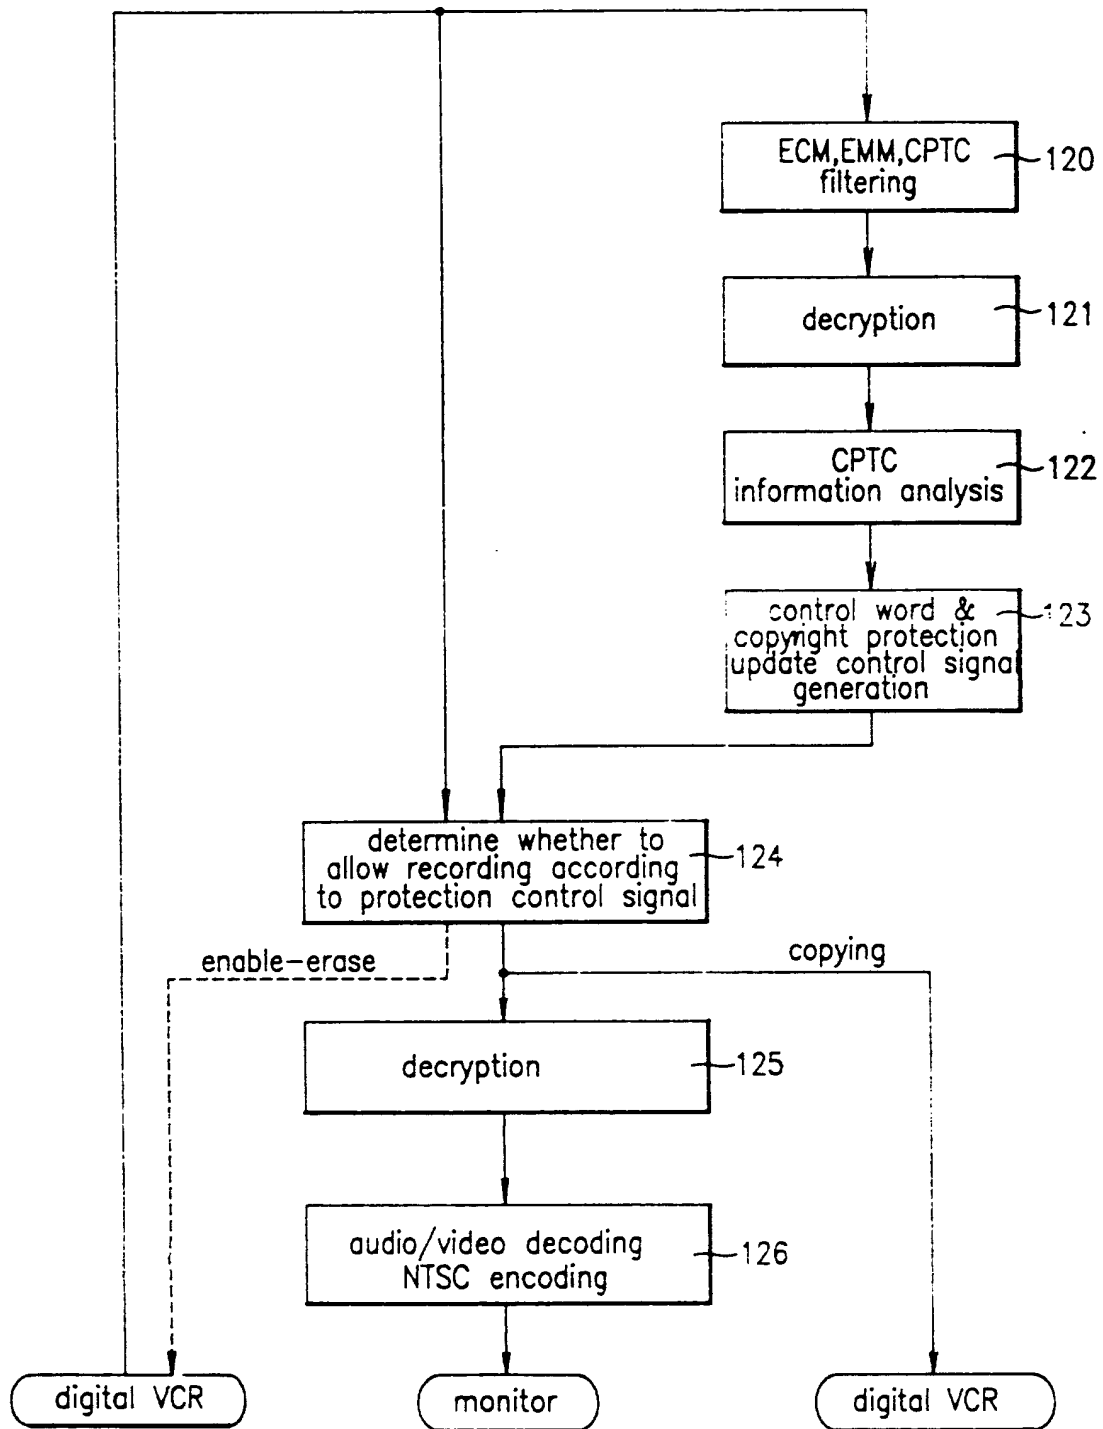 ECM,EMM,CPTC
filtering
120
decryption
121
CPTC
information analysis
122
control word &
copyright protection
update control signal
generation
123
determine whether to
allow recording according
to protection control signal
124
enable-erase
copying
decryption
125
audio/video decoding
NTSC encoding
126
digital VCR
monitor
digital VCR